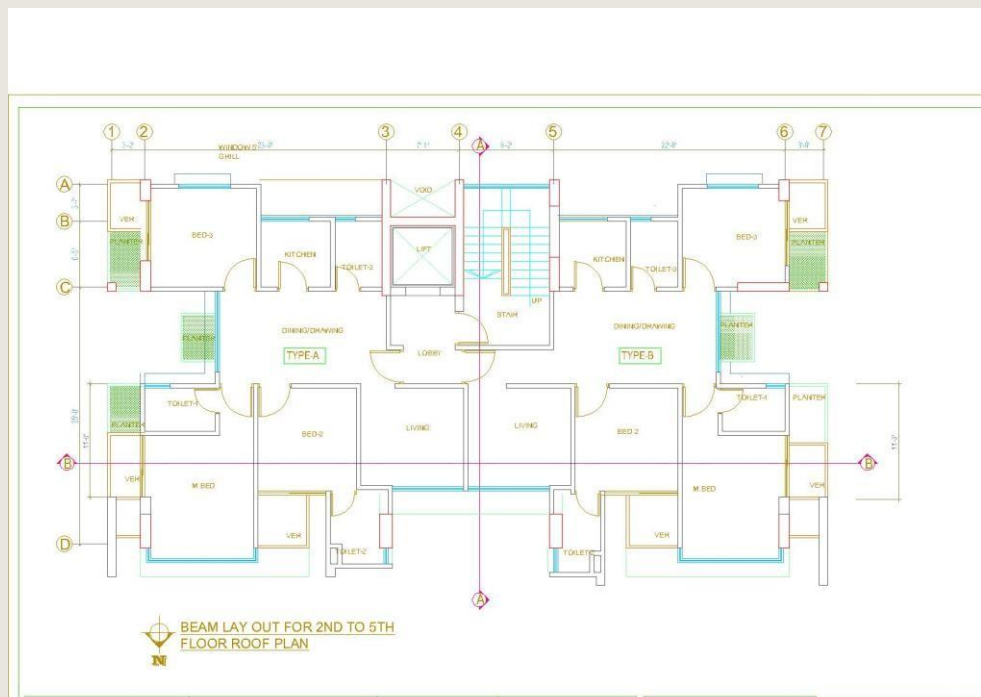 1
2
3
4
5
6
7
A
WINDOW S
GRILL
A
VOID
VER
VER
B
BED-3
BED-3
PLANTER
PLANTER
KITCHEN
LIFT
KITCHEN
TOILET-3
TOILET-3
C
UP
STAIR
DINING/DRAWING
DINING/DRAWING
PLANTER
PLANTER
TYPE-A
LOBBY
TYPE-B
TOILET-1
TOILET-1
PLANTER
PLANTER
LIVING
LIVING
BED-2
BED-2
B
B
VER
M.BED
M.BED
VER
VER
VER
D
TOILET-2
A
BEAM LAY OUT FOR 2ND TO 5TH
FLOOR ROOF PLAN
N